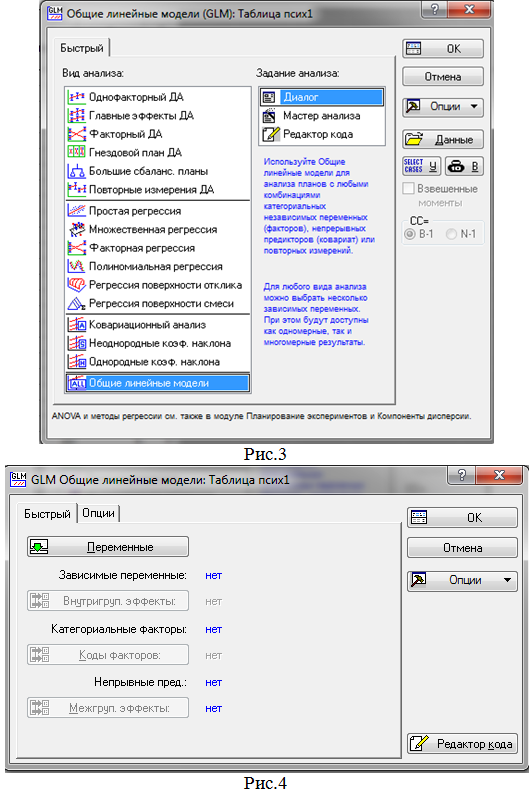 Общие линейные модели (GLM): Таблица псих1
Быстрый
Вид анализа:
Однофакторный ДА
Главные эффекты ДА
Факторный ДА
Гнездовой план ДА
Большие сбаланс. планы
Повторные измерения ДА
Простая регрессия
Множественная регрессия
Факторная регрессия
Полиномиальная регрессия
Регрессия поверхности отклика
Регрессия поверхности смеси
Ковариационный анализ
Неоднородные коэф. наклона
Однородные коэф. наклона
Общие линейные модели
Задание анализа:
Диалог
Мастер анализа
Редактор кода
Используйте Общие
линейные модели для
анализа планов с любыми
комбинациями
категориальных
независимых переменных
(факторов), непрерывных
предикторов (ковариат) или
повторных измерений.
Для любого вида анализа
можно выбрать несколько
зависимых переменных.
При этом будут доступны
как одномерные, так и
многомерные результаты.
OK
Отмена
Опции
Данные
SELECT CASES У В
Взвешенные
моменты
СС=
В-1 N-1
ANOVA и методы регрессии см. также в модуле Планирование экспериментов и Компоненты дисперсии.
Рис.3
GLM Общие линейные модели: Таблица псих1
Быстрый Опции
Переменные
Зависимые переменные: нет
Внутригруп. эффекты: нет
Категориальные факторы: нет
Коды факторов: нет
Непрывные пред.: нет
Межгруп. эффекты: нет
OK
Отмена
Опции
Редактор кода
Рис.4